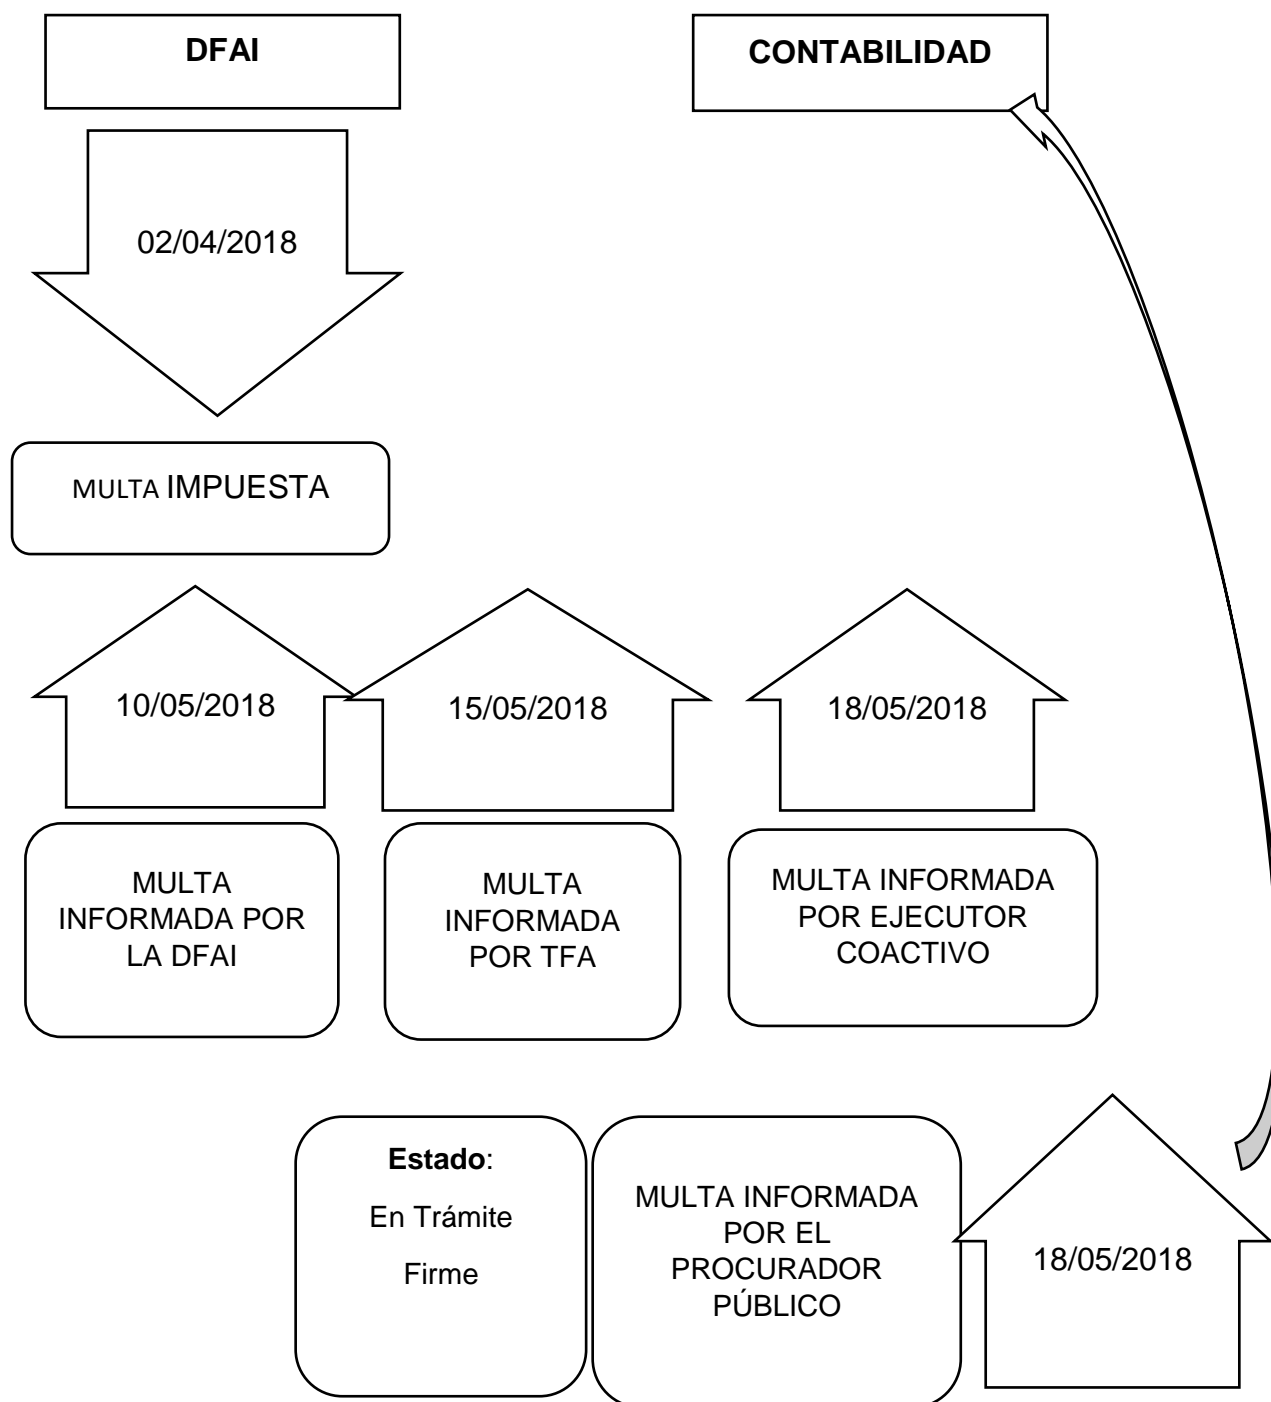 DFAI
CONTABILIDAD
02/04/2018
MULTA IMPUESTA
10/05/2018
15/05/2018
18/05/2018
MULTA
INFORMADA POR
LA DFAI
MULTA
INFORMADA
POR TFA
MULTA INFORMADA
POR EJECUTOR
COACTIVO
Estado:
En Trámite
Firme
MULTA INFORMADA
POR EL
PROCURADOR
PÚBLICO
18/05/2018